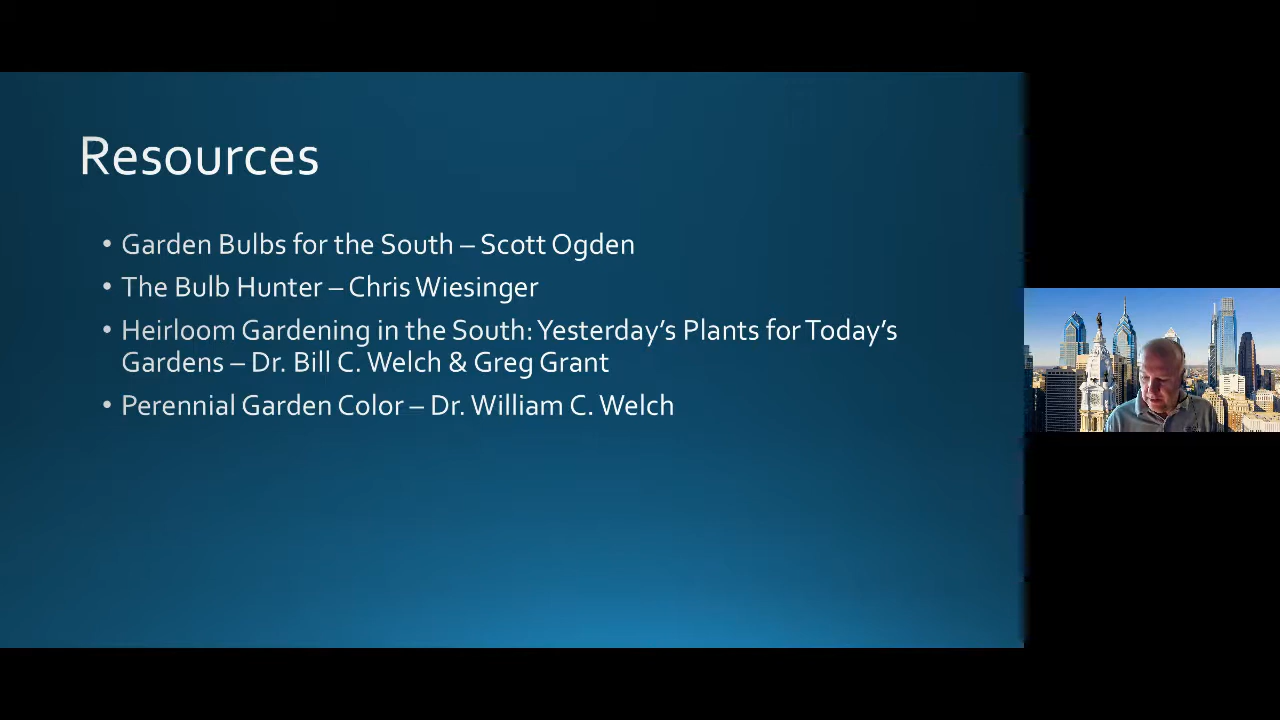 Resources
• Garden Bulbs for the South – Scott Ogden
• The Bulb Hunter – Chris Wiesinger
• Heirloom Gardening in the South: Yesterday’s Plants for Today’s
Gardens – Dr. Bill C. Welch & Greg Grant
• Perennial Garden Color – Dr. William C. Welch